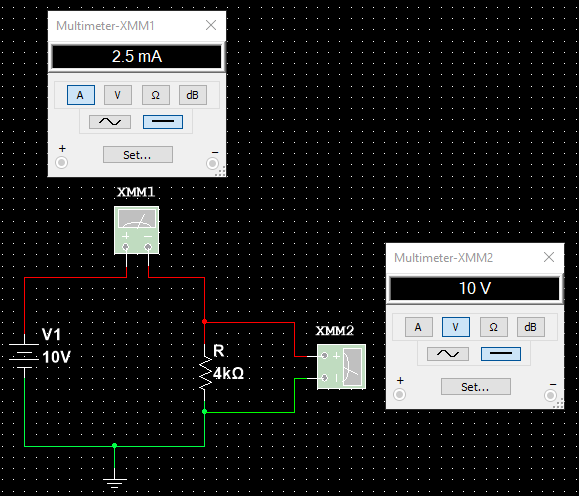 Multimeter-XMM1
2.5 mA
A V Ω dB
+ Set... −
XMM1
+ −
V1
10V
R
4kΩ
XMM2
+
Multimeter-XMM2
10 V
A V Ω dB
+ Set... −